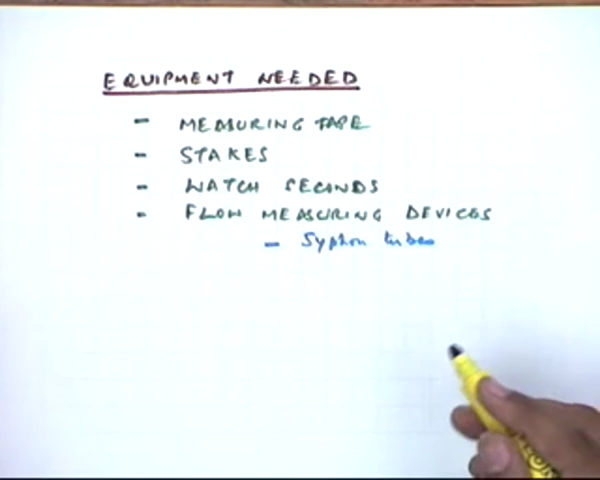 EQUIPMENT NEEDED
- MEASURING TAPE
- STAKES
- WATCH SECONDS
- FLOW MEASURING DEVICES
- Syphon tubes